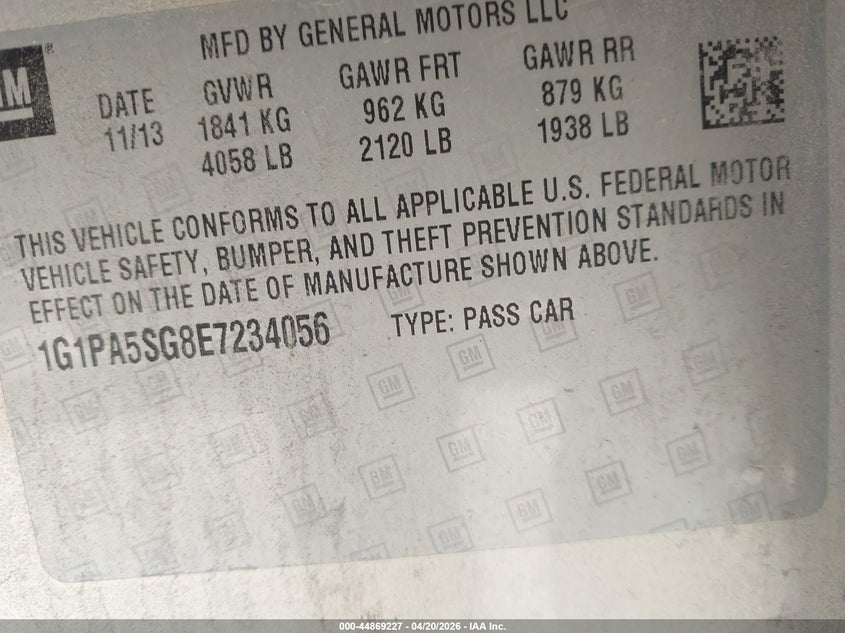 GM
MFD BY GENERAL MOTORS LLC
DATE GVWR GAWR FRT GAWR RR
11/13 1841 KG 962 KG 879 KG
4058 LB 2120 LB 1938 LB
THIS VEHICLE CONFORMS TO ALL APPLICABLE U.S. FEDERAL MOTOR
VEHICLE SAFETY, BUMPER, AND THEFT PREVENTION STANDARDS IN
EFFECT ON THE DATE OF MANUFACTURE SHOWN ABOVE.
1G1PA5SG8E7234056 TYPE: PASS CAR
000-44869227 - 04/20/2026 - IAA Inc.